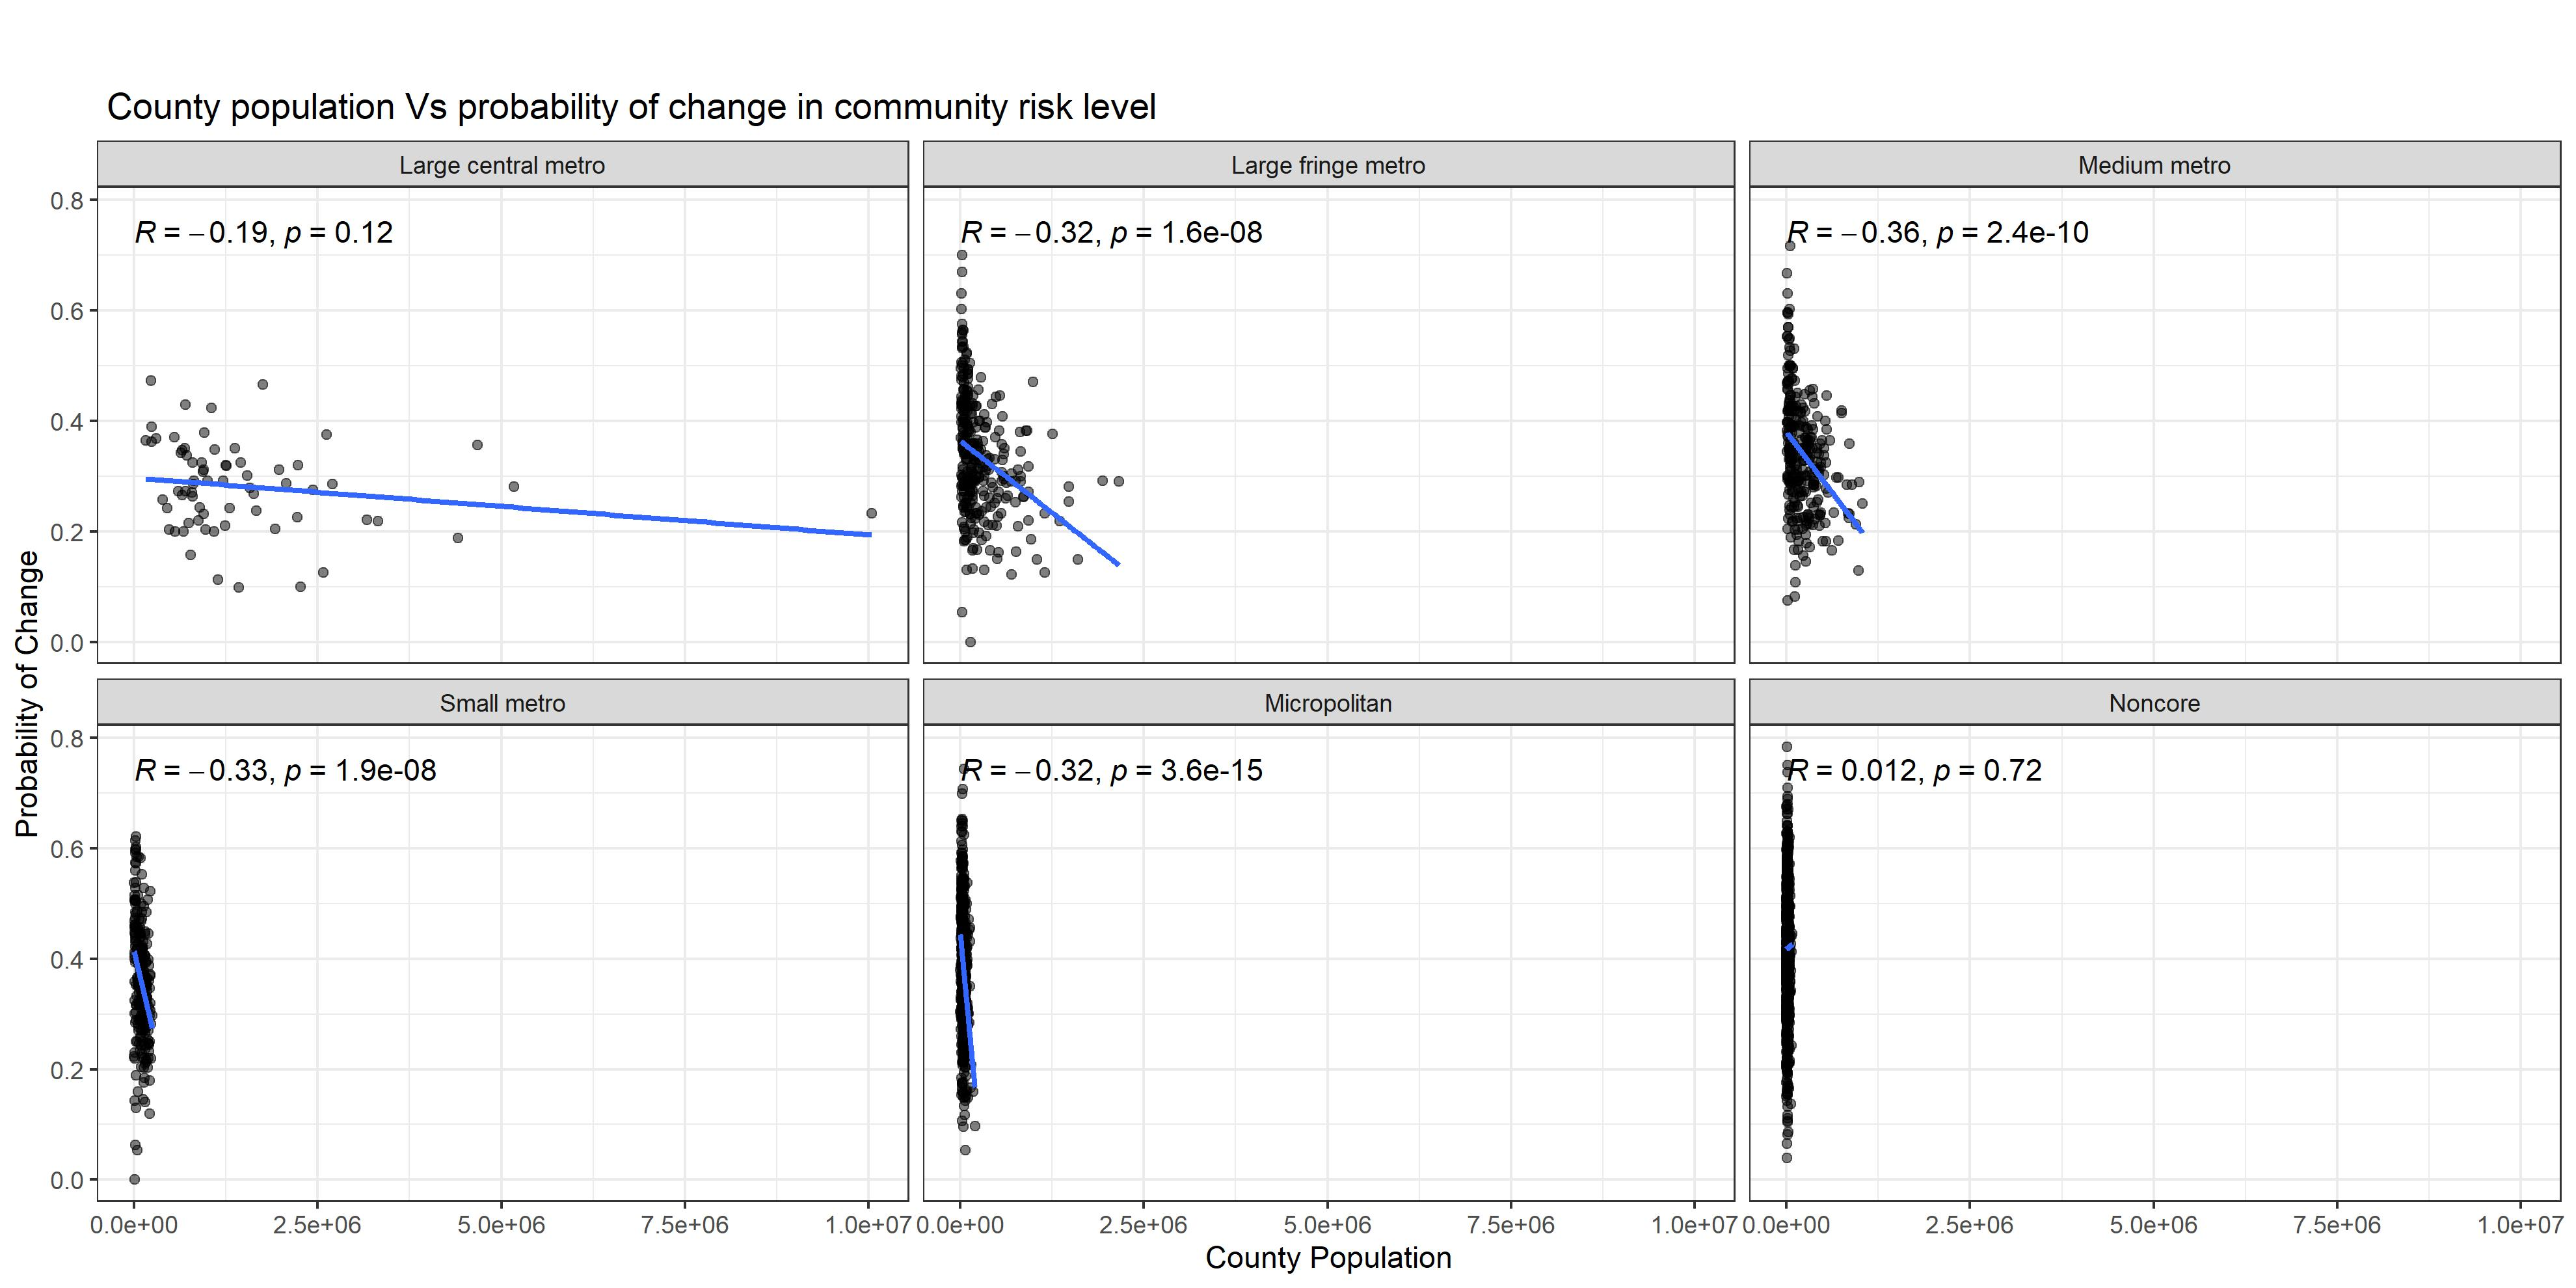 County population Vs probability of change in community risk level
Large central metro
Large fringe metro
Medium metro
R = −0.19, p = 0.12
R = −0.32, p = 1.6e-08
R = −0.36, p = 2.4e-10
0.8
0.6
0.4
0.2
0.0
Probability of Change
Small metro
Micropolitan
Noncore
R = −0.33, p = 1.9e-08
R = −0.32, p = 3.6e-15
R = 0.012, p = 0.72
0.8
0.6
0.4
0.2
0.0
0.0e+00 2.5e+06 5.0e+06 7.5e+06 1.0e+07
0.0e+00 2.5e+06 5.0e+06 7.5e+06 1.0e+07
0.0e+00 2.5e+06 5.0e+06 7.5e+06 1.0e+07
County Population